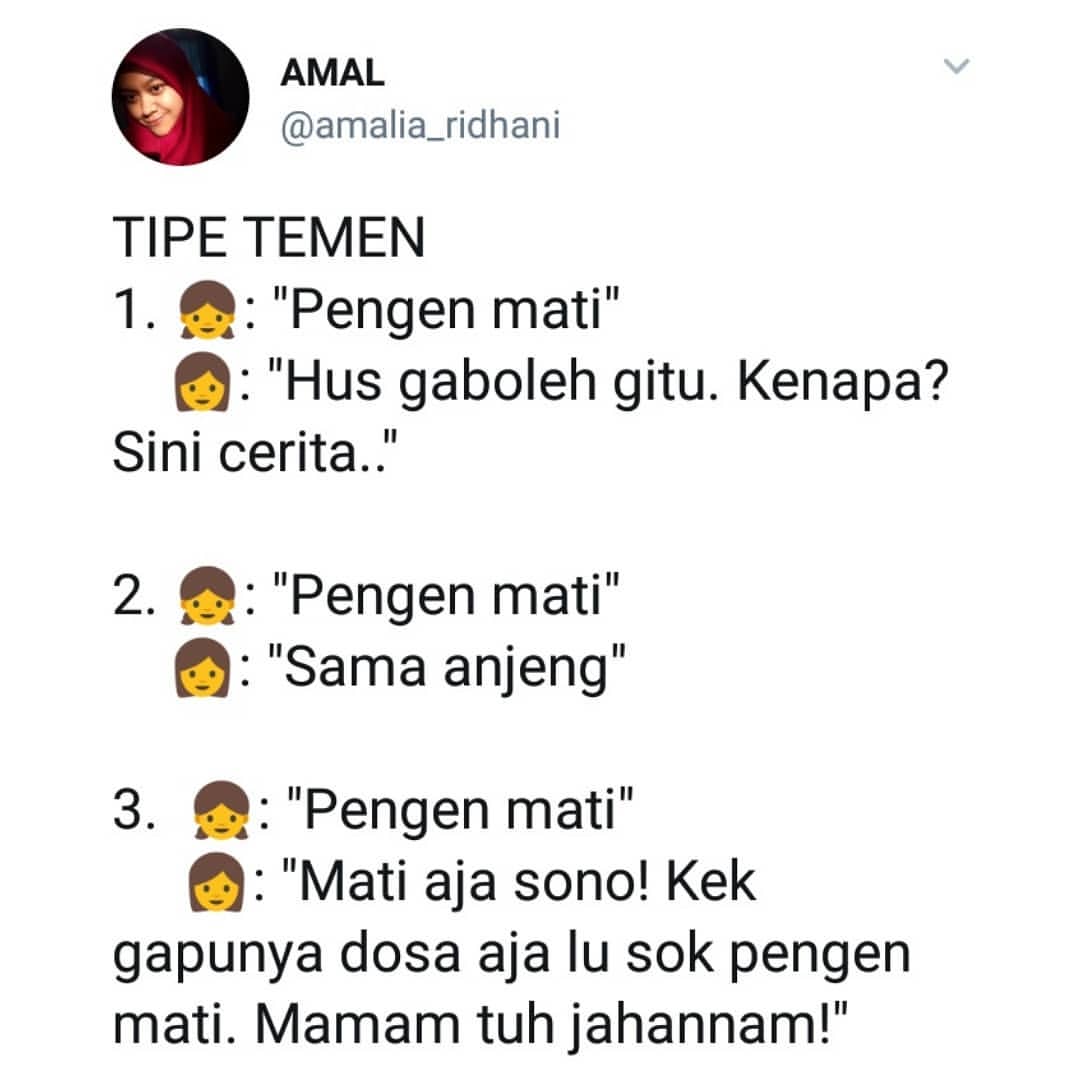 AMAL
@amalia_ridhani
TIPE TEMEN
1. 👧: "Pengen mati"
👩: "Hus gaboleh gitu. Kenapa?
Sini cerita.."
2. 👧: "Pengen mati"
👩: "Sama anjeng"
3. 👧: "Pengen mati"
👩: "Mati aja sono! Kek
gapunya dosa aja lu sok pengen
mati. Mamam tuh jahannam!"